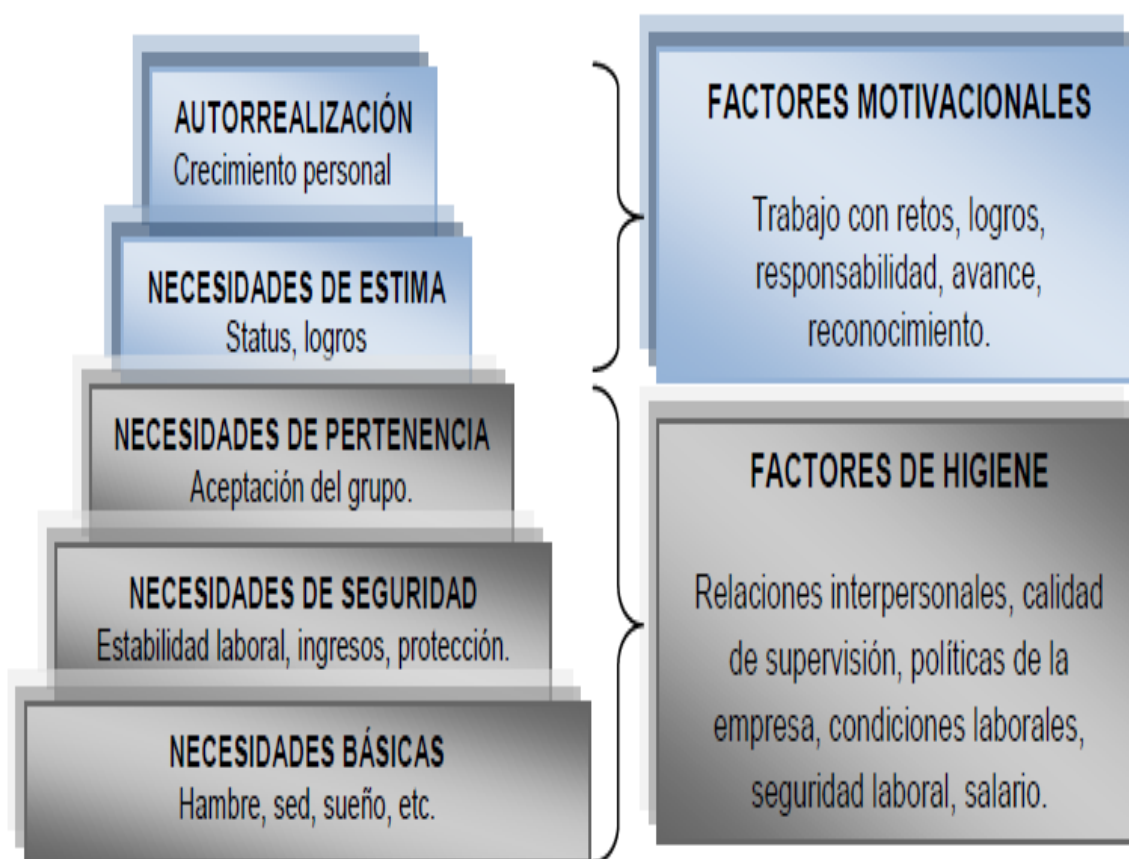 AUTORREALIZACIÓN
Crecimiento personal
NECESIDADES DE ESTIMA
Status, logros
NECESIDADES DE PERTENENCIA
Aceptación del grupo.
NECESIDADES DE SEGURIDAD
Estabilidad laboral, ingresos, protección.
NECESIDADES BÁSICAS
Hambre, sed, sueño, etc.
FACTORES MOTIVACIONALES
Trabajo con retos, logros,
responsabilidad, avance,
reconocimiento.
FACTORES DE HIGIENE
Relaciones interpersonales, calidad
de supervisión, políticas de la
empresa, condiciones laborales,
seguridad laboral, salario.